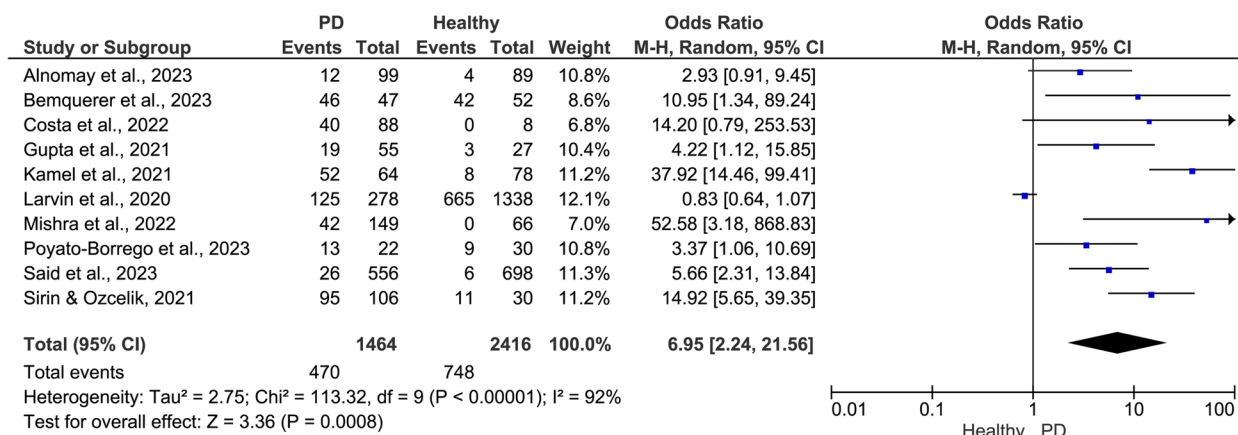 PD Healthy Odds Ratio Odds Ratio
Study or Subgroup Events Total Events Total Weight M-H, Random, 95% CI M-H, Random, 95% CI
Alnomay et al., 2023 12 99 4 89 10.8% 2.93 [0.91, 9.45]
Bemquerer et al., 2023 46 47 42 52 8.6% 10.95 [1.34, 89.24]
Costa et al., 2022 40 88 0 8 6.8% 14.20 [0.79, 253.53]
Gupta et al., 2021 19 55 3 27 10.4% 4.22 [1.12, 15.85]
Kamel et al., 2021 52 64 8 78 11.2% 37.92 [14.46, 99.41]
Larvin et al., 2020 125 278 665 1338 12.1% 0.83 [0.64, 1.07]
Mishra et al., 2022 42 149 0 66 7.0% 52.58 [3.18, 868.83]
Poyato-Borrego et al., 2023 13 22 9 30 10.8% 3.37 [1.06, 10.69]
Said et al., 2023 26 556 6 698 11.3% 5.66 [2.31, 13.84]
Sirin & Ozcelik, 2021 95 106 11 30 11.2% 14.92 [5.65, 39.35]
Total (95% CI) 1464 2416 100.0% 6.95 [2.24, 21.56]
Total events 470 748
Heterogeneity: Tau² = 2.75; Chi² = 113.32, df = 9 (P < 0.00001); I² = 92%
Test for overall effect: Z = 3.36 (P = 0.0008)
0.01 0.1 1 10 100
Healthy PD